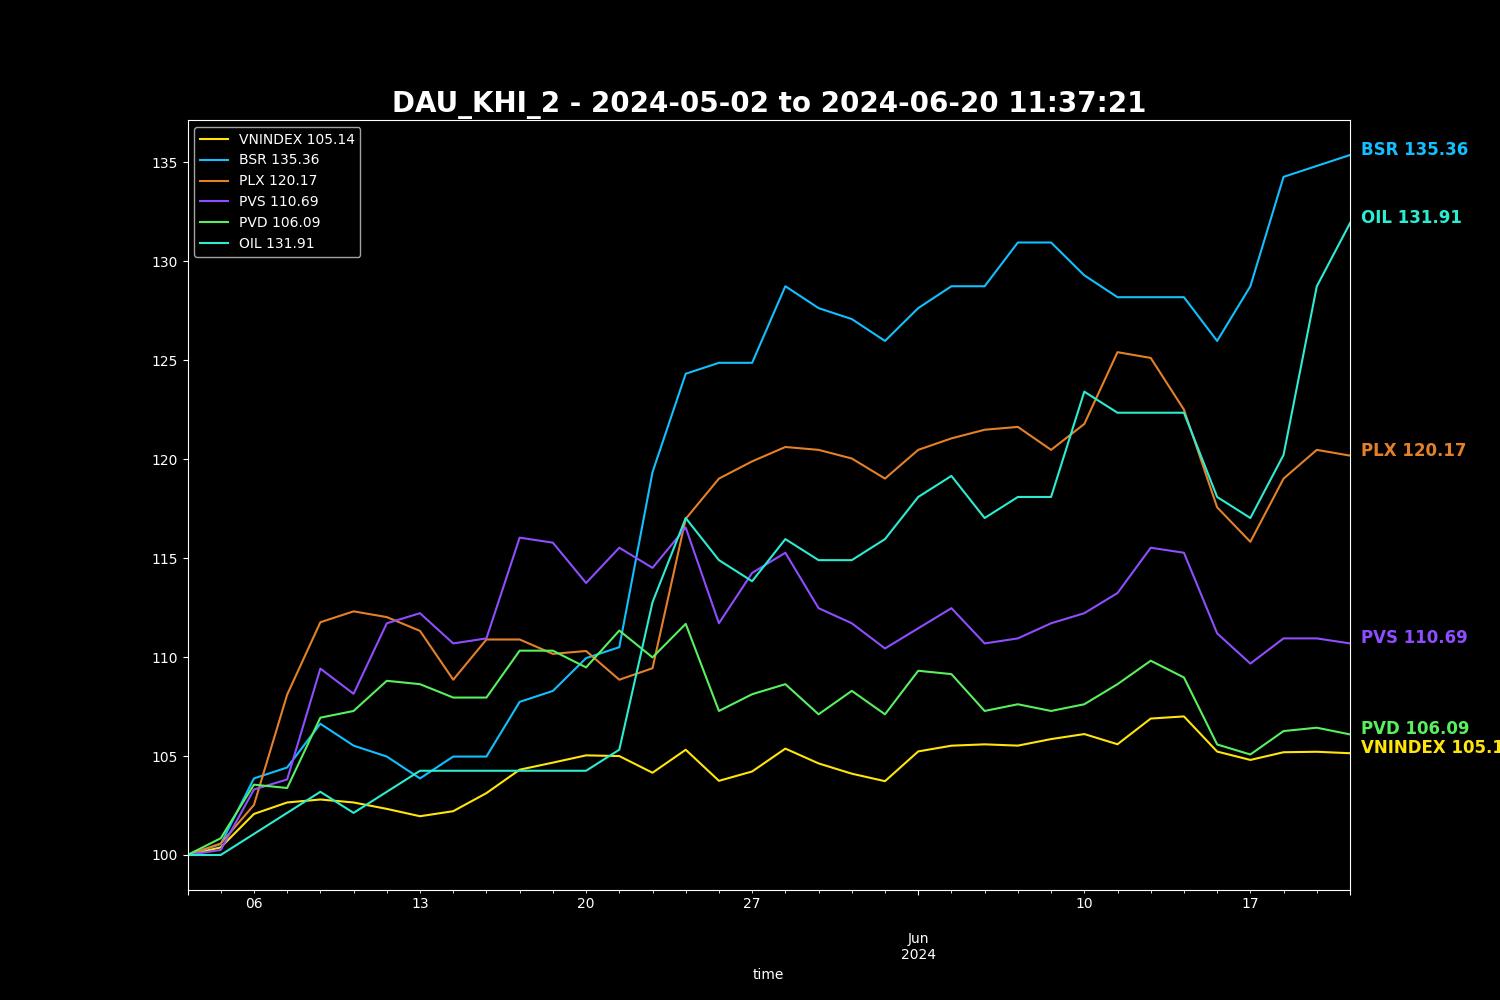 DAU_KHI_2 - 2024-05-02 to 2024-06-20 11:37:21
VNINDEX 105.14
BSR 135.36
PLX 120.17
PVS 110.69
PVD 106.09
OIL 131.91
135
130
125
120
115
110
105
100
BSR 135.36
OIL 131.91
PLX 120.17
PVS 110.69
PVD 106.09
VNINDEX 105.1
06 13 20 27 10 17
Jun
2024
time